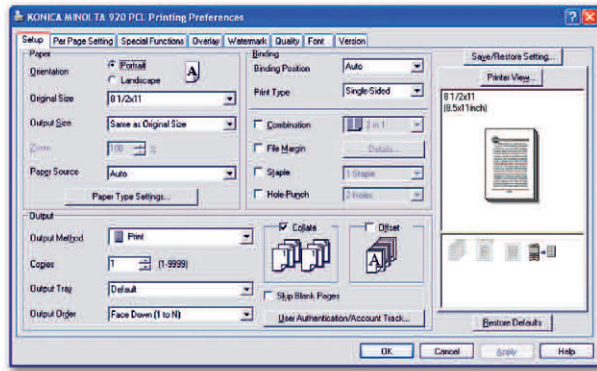 KONICA MINOLTA 920 PCL Printing Preferences
Setup Per Page Setting Special Functions Overlay Watermark Quality Font Version
Paper
Orientation
Portrait
Landscape
A
Original Size 8 1/2x11
Output Size Same as Original Size
Zoom 100 %
Paper Source Auto
Paper Type Settings...
Binding
Binding Position Auto
Print Type Single-Sided
Combination 2 in 1
File Margin Details...
Staple 1 Staple
Hole-Punch 2 Holes
Save/Restore Setting...
Printer View...
8 1/2x11
(8.5x11inch)
Output
Output Method Print
Copies 1 (1-9999)
Output Tray Default
Output Order Face Down (1 to N)
Collate
Offset
A
Skip Blank Pages
User Authentication/Account Track...
Restore Defaults
OK Cancel Apply Help